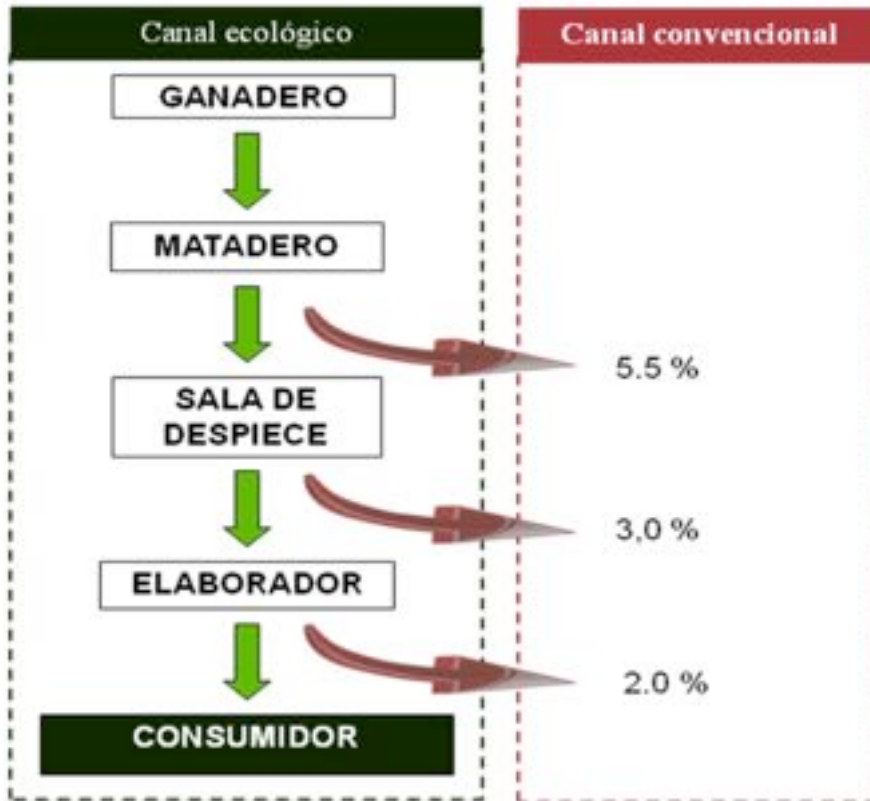 Canal ecológico
Canal convencional
GANADERO
MATADERO
5.5 %
SALA DE
DESPIECE
3,0 %
ELABORADOR
2.0 %
CONSUMIDOR